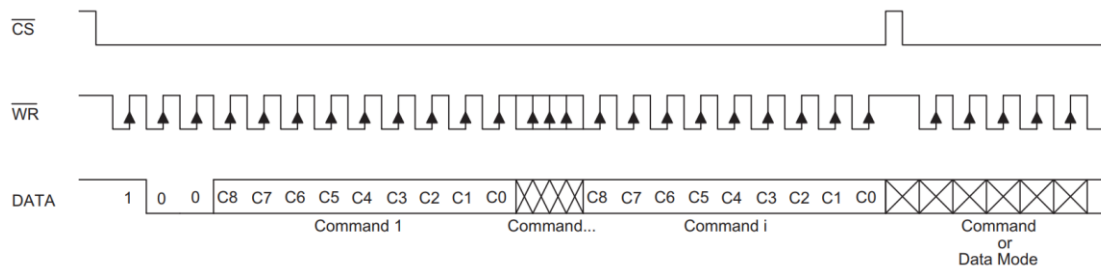 CS
WR
DATA 1 0 0 C8 C7 C6 C5 C4 C3 C2 C1 C0 C8 C7 C6 C5 C4 C3 C2 C1 C0
Command 1 Command... Command i Command
or
Data Mode